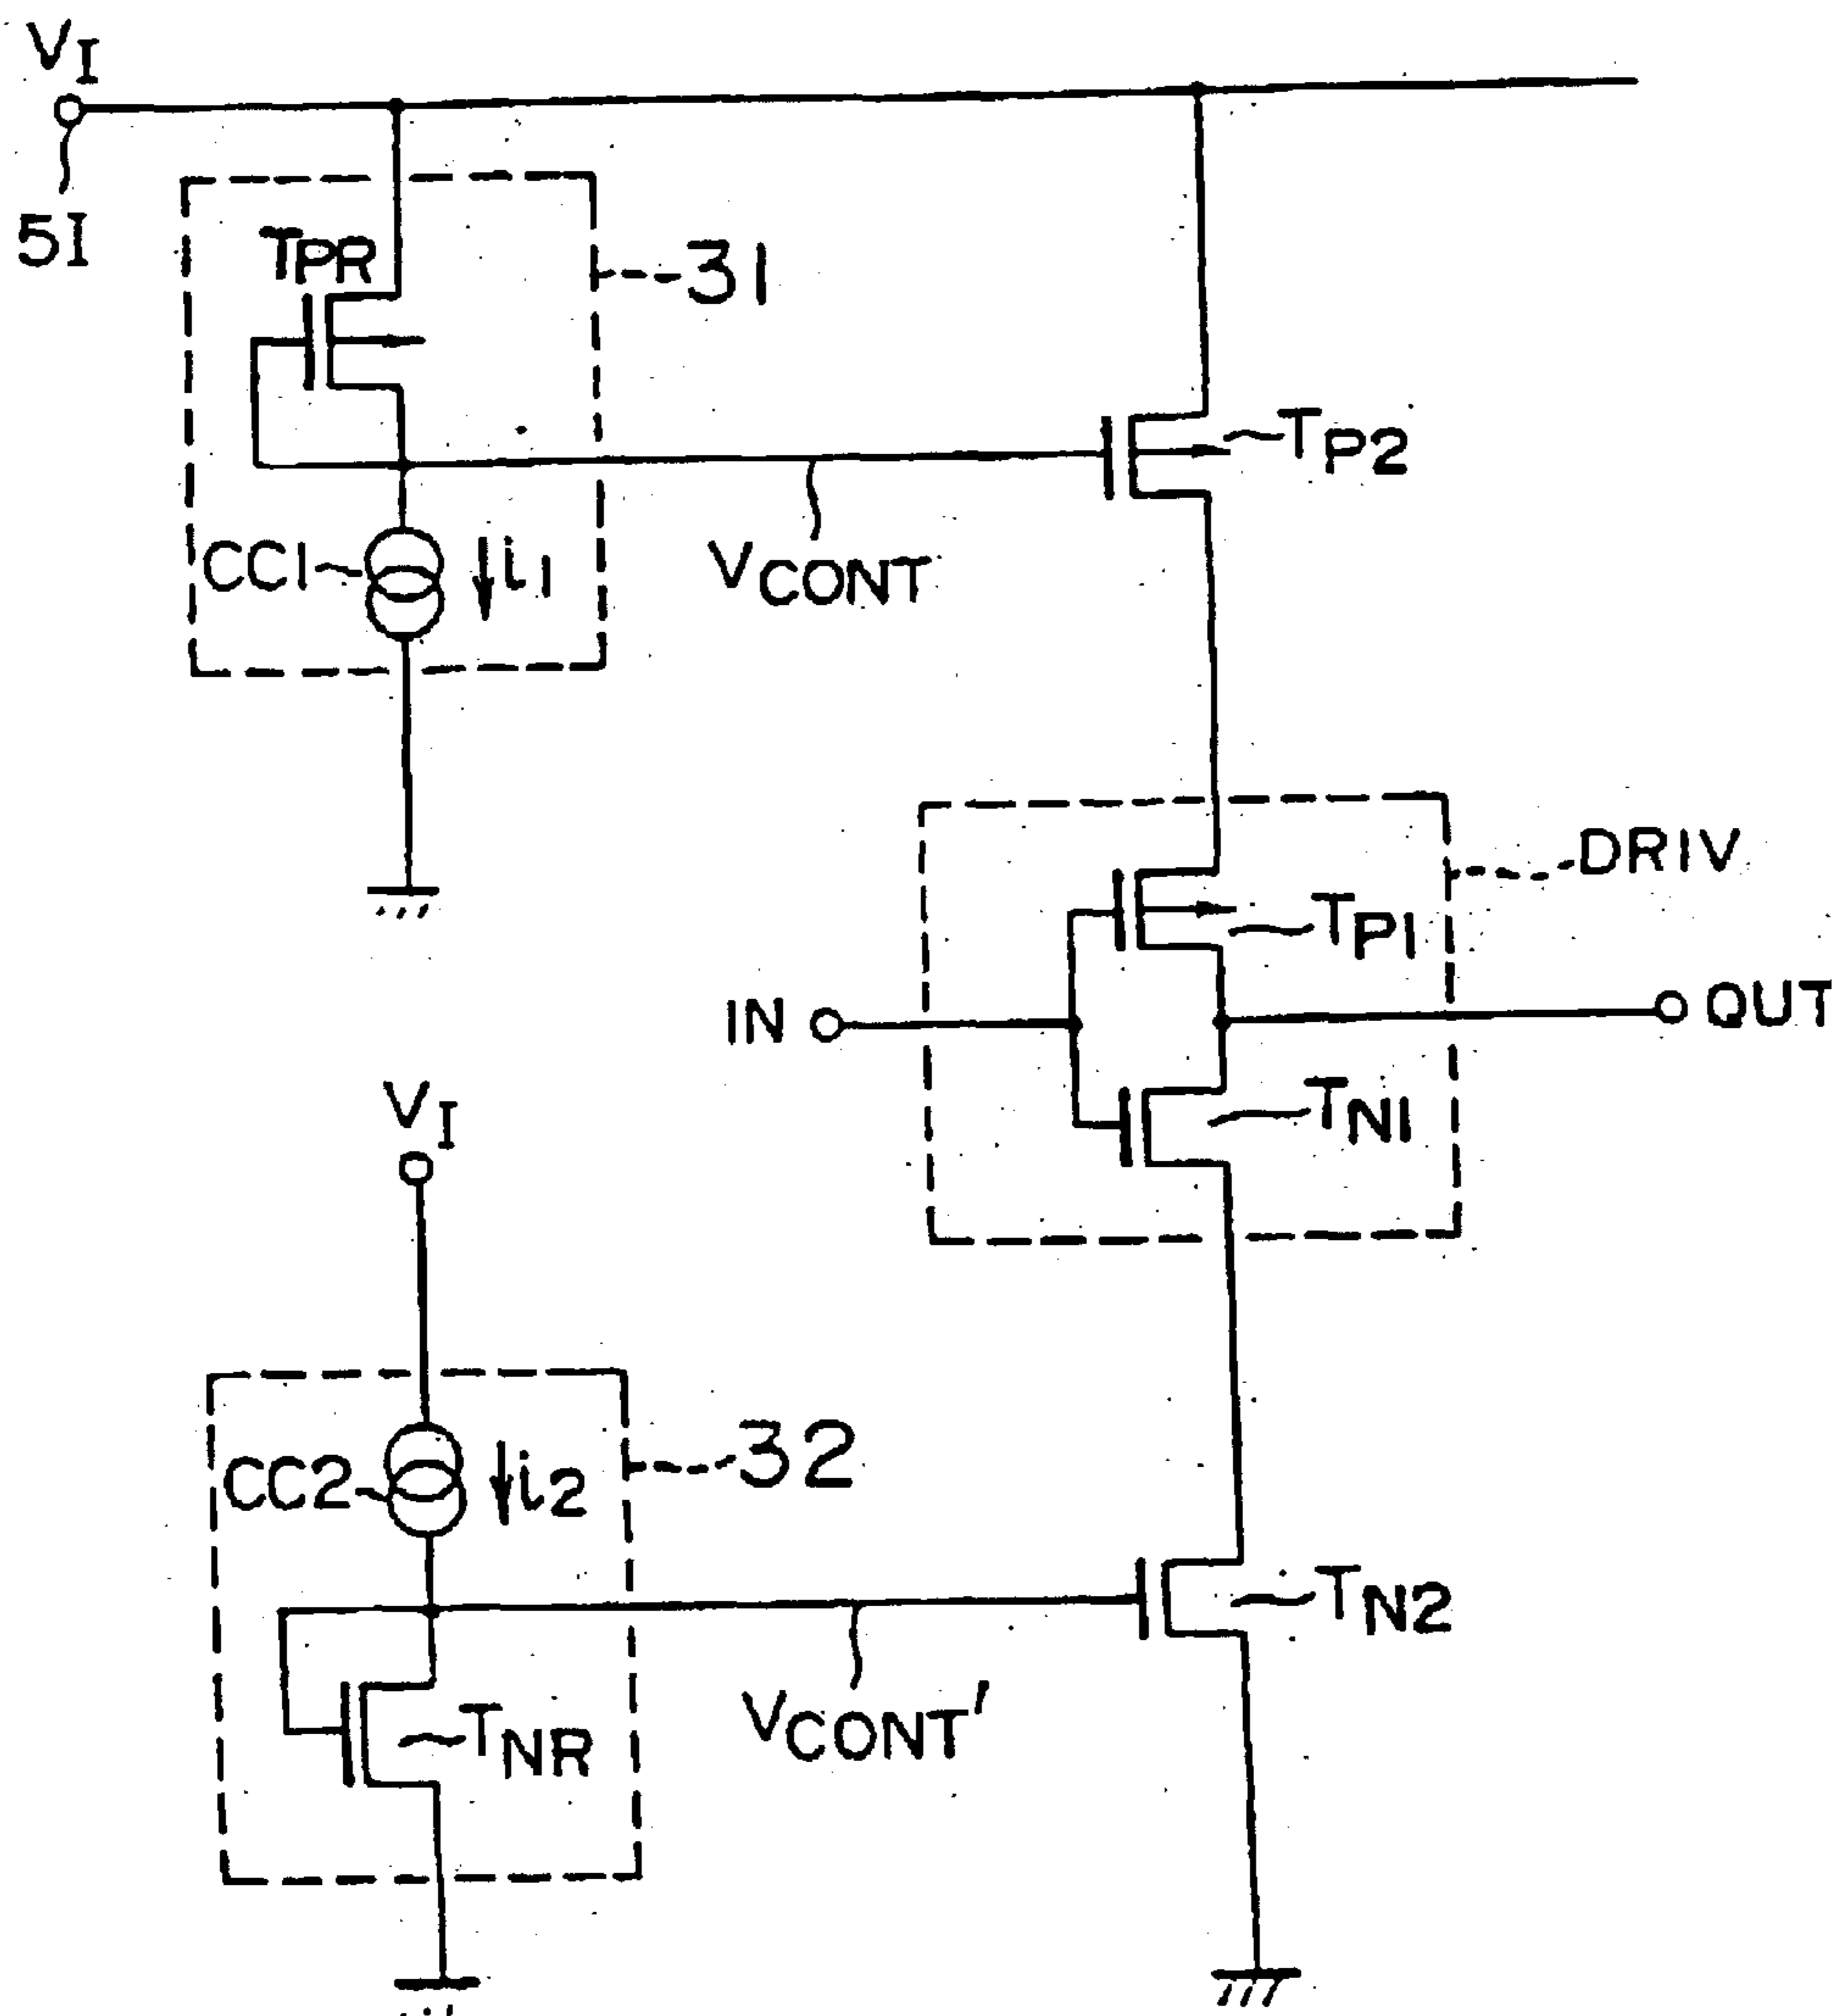 VI
5I
TPR
31
TP2
CC1
i1
VCONT
DRIV
TP1
IN
QUT
TN1
VI
CC2
i2
32
TN2
TNR
VCONT'